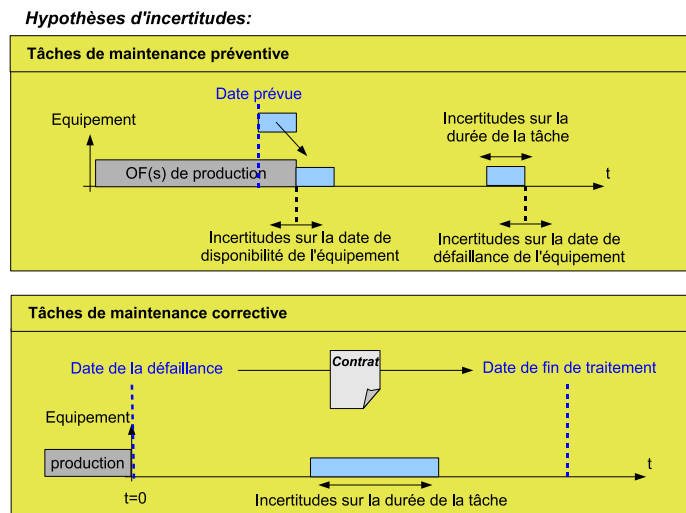 Hypothèses d'incertitudes:
Tâches de maintenance préventive
Date prévue
Equipement
Incertitudes sur la
durée de la tâche
OF(s) de production
t
Incertitudes sur la date de
disponibilité de l'équipement
Incertitudes sur la date de
défaillance de l'équipement
Tâches de maintenance corrective
Date de la défaillance
Contrat
Date de fin de traitement
Equipement
production
t
t=0
Incertitudes sur la durée de la tâche